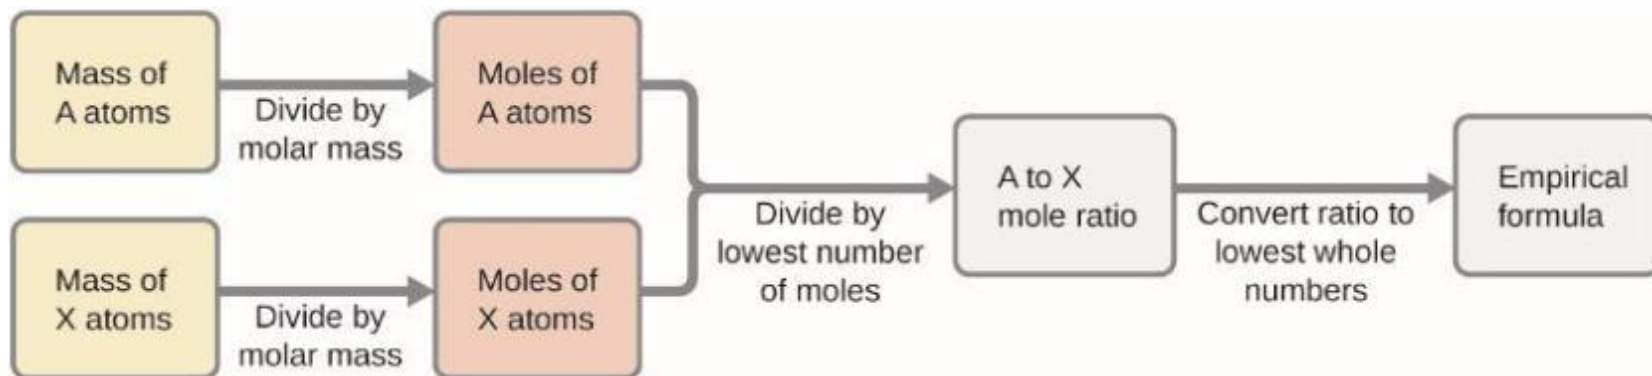 Mass of
A atoms
Divide by
molar mass
Moles of
A atoms
Mass of
X atoms
Divide by
molar mass
Moles of
X atoms
Divide by
lowest number
of moles
A to X
mole ratio
Convert ratio to
lowest whole
numbers
Empirical
formula